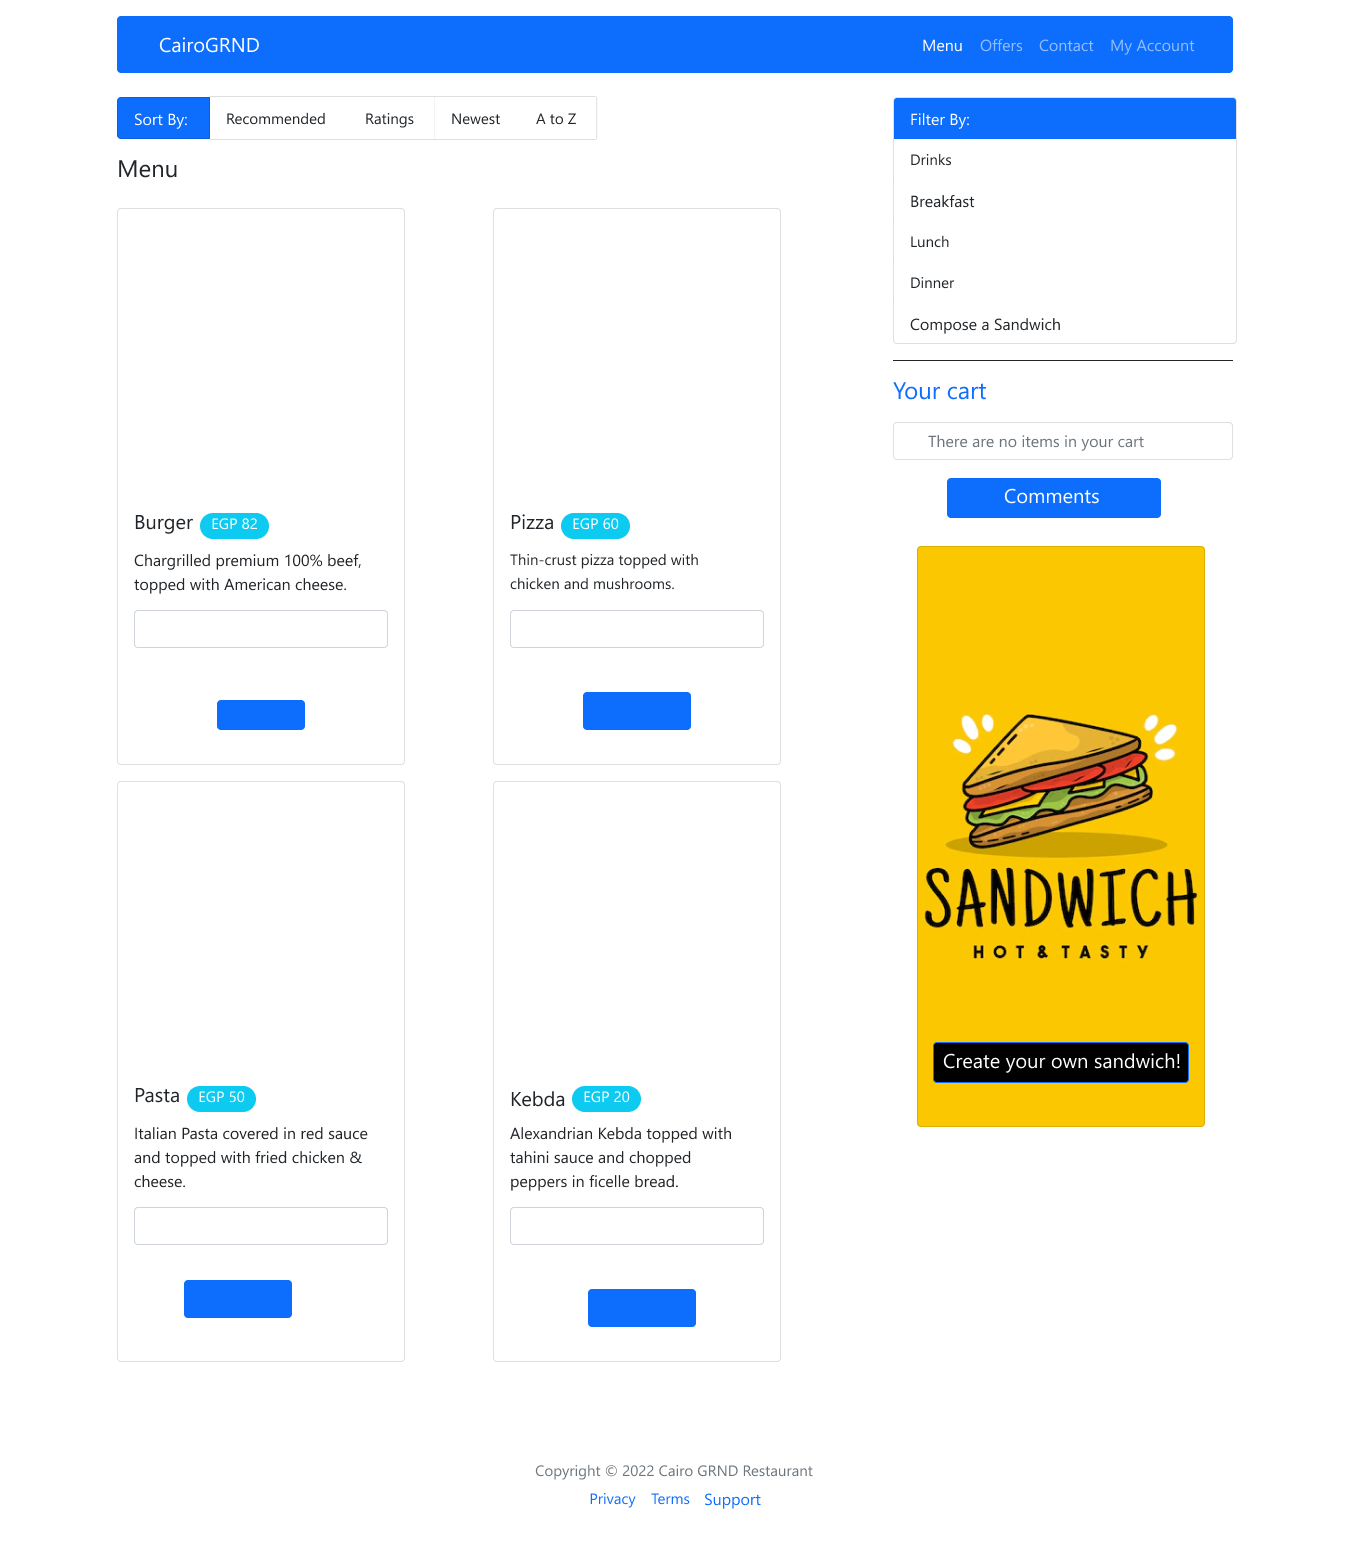 CairoGRND
Menu Offers Contact My Account
Sort By: Recommended Ratings Newest A to Z
Menu
Burger EGP 82
Chargrilled premium 100% beef,
topped with American cheese.
Pizza EGP 60
Thin-crust pizza topped with
chicken and mushrooms.
Pasta EGP 50
Italian Pasta covered in red sauce
and topped with fried chicken &
cheese.
Kebda EGP 20
Alexandrian Kebda topped with
tahini sauce and chopped
peppers in ficelle bread.
Filter By:
Drinks
Breakfast
Lunch
Dinner
Compose a Sandwich
Your cart
There are no items in your cart
Comments
SANDWICH
HOT & TASTY
Create your own sandwich!
Copyright © 2022 Cairo GRND Restaurant
Privacy Terms Support